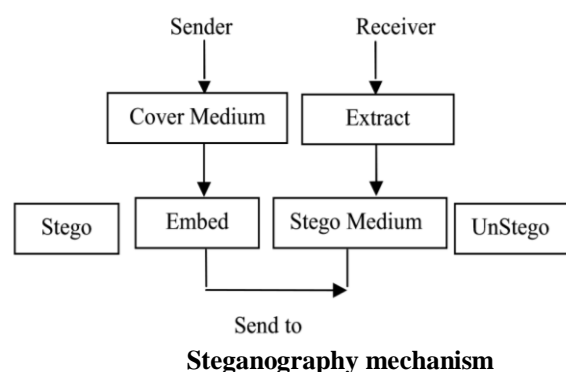 Sender Receiver
Cover Medium Extract
Stego Embed Stego Medium UnStego
Send to
Steganography mechanism